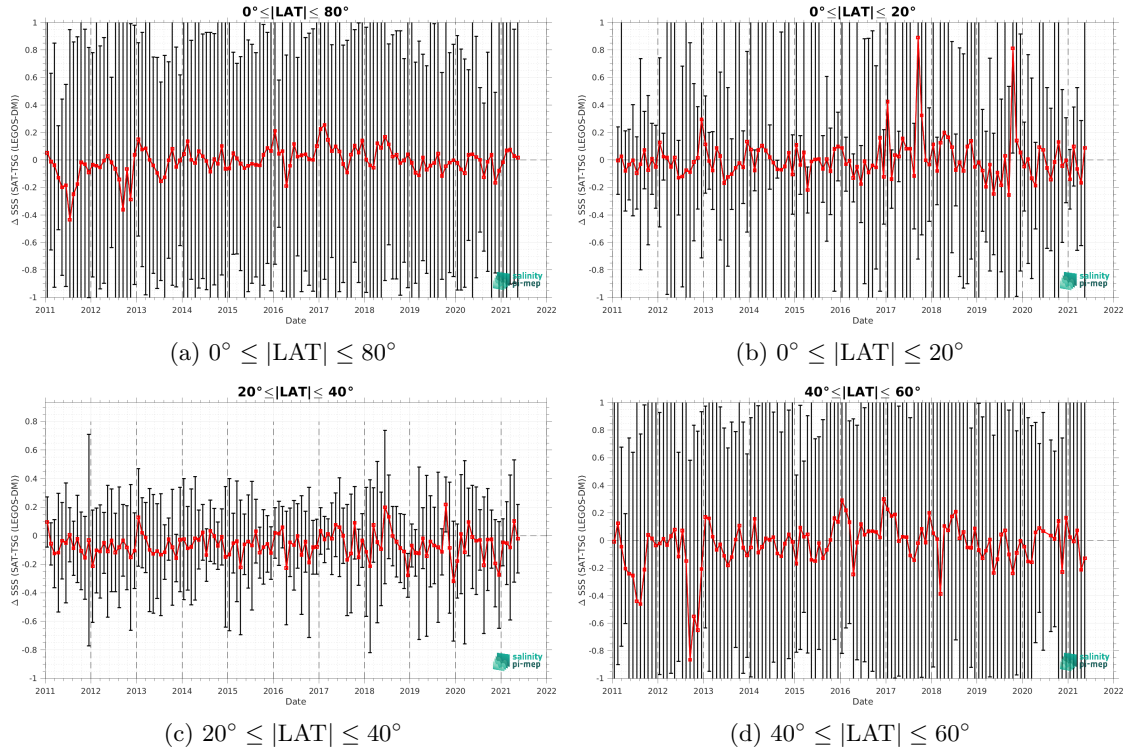 0°≤|LAT|≤ 80°
Δ SSS (SAT-TSG (LEGOS-DM))
1
0.8
0.6
0.4
0.2
0
-0.2
-0.4
-0.6
-0.8
-1
2011 2012 2013 2014 2015 2016 2017 2018 2019 2020 2021 2022
Date
salinity
pi-mep
(a) 0° ≤ |LAT| ≤ 80°
0°≤|LAT|≤ 20°
Δ SSS (SAT-TSG (LEGOS-DM))
1
0.8
0.6
0.4
0.2
0
-0.2
-0.4
-0.6
-0.8
-1
2011 2012 2013 2014 2015 2016 2017 2018 2019 2020 2021 2022
Date
salinity
pi-mep
(b) 0° ≤ |LAT| ≤ 20°
20°≤|LAT|≤ 40°
Δ SSS (SAT-TSG (LEGOS-DM))
0.8
0.6
0.4
0.2
0
-0.2
-0.4
-0.6
-0.8
-1
2011 2012 2013 2014 2015 2016 2017 2018 2019 2020 2021 2022
Date
salinity
pi-mep
(c) 20° ≤ |LAT| ≤ 40°
40°≤|LAT|≤ 60°
Δ SSS (SAT-TSG (LEGOS-DM))
1
0.8
0.6
0.4
0.2
0
-0.2
-0.4
-0.6
-0.8
-1
2011 2012 2013 2014 2015 2016 2017 2018 2019 2020 2021 2022
Date
salinity
pi-mep
(d) 40° ≤ |LAT| ≤ 60°